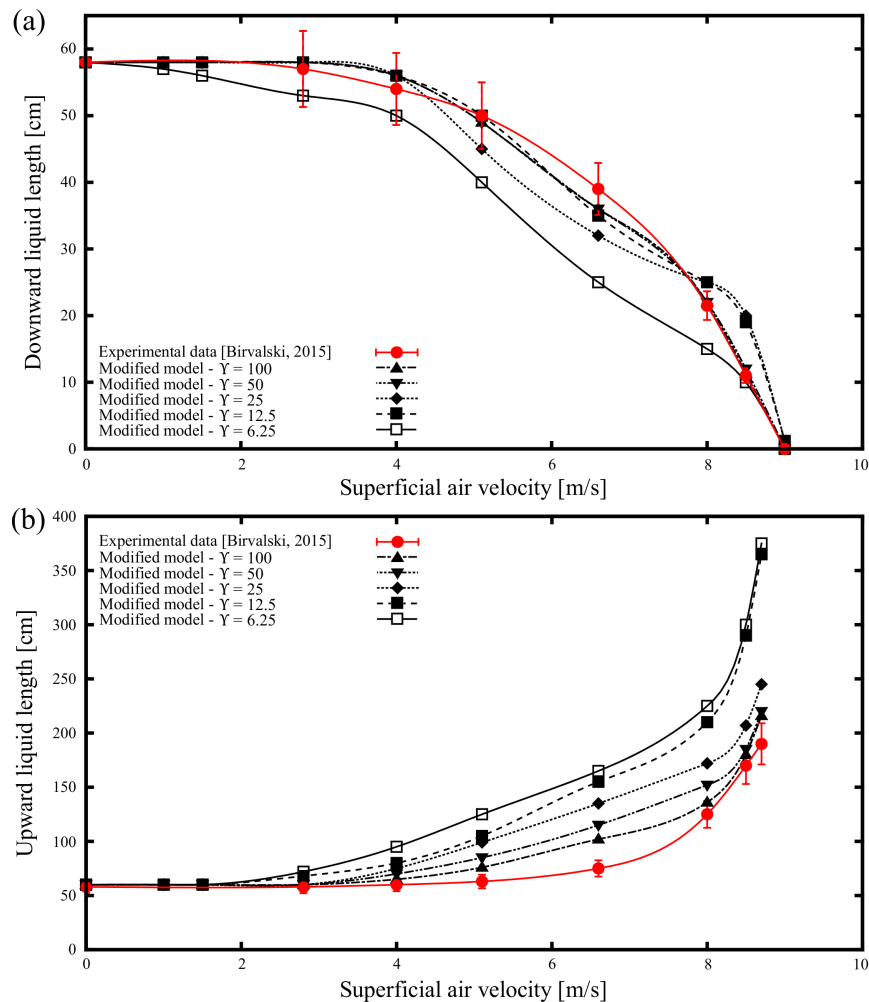 (a)
60
50
40
30
20
10
0
Downward liquid length [cm]
Experimental data [Birvalski, 2015]
Modified model - ϒ = 100
Modified model - ϒ = 50
Modified model - ϒ = 25
Modified model - ϒ = 12.5
Modified model - ϒ = 6.25
0 2 4 6 8 10
Superficial air velocity [m/s]
(b)
400
350
300
250
200
150
100
50
0
Upward liquid length [cm]
Experimental data [Birvalski, 2015]
Modified model - ϒ = 100
Modified model - ϒ = 50
Modified model - ϒ = 25
Modified model - ϒ = 12.5
Modified model - ϒ = 6.25
0 2 4 6 8 10
Superficial air velocity [m/s]